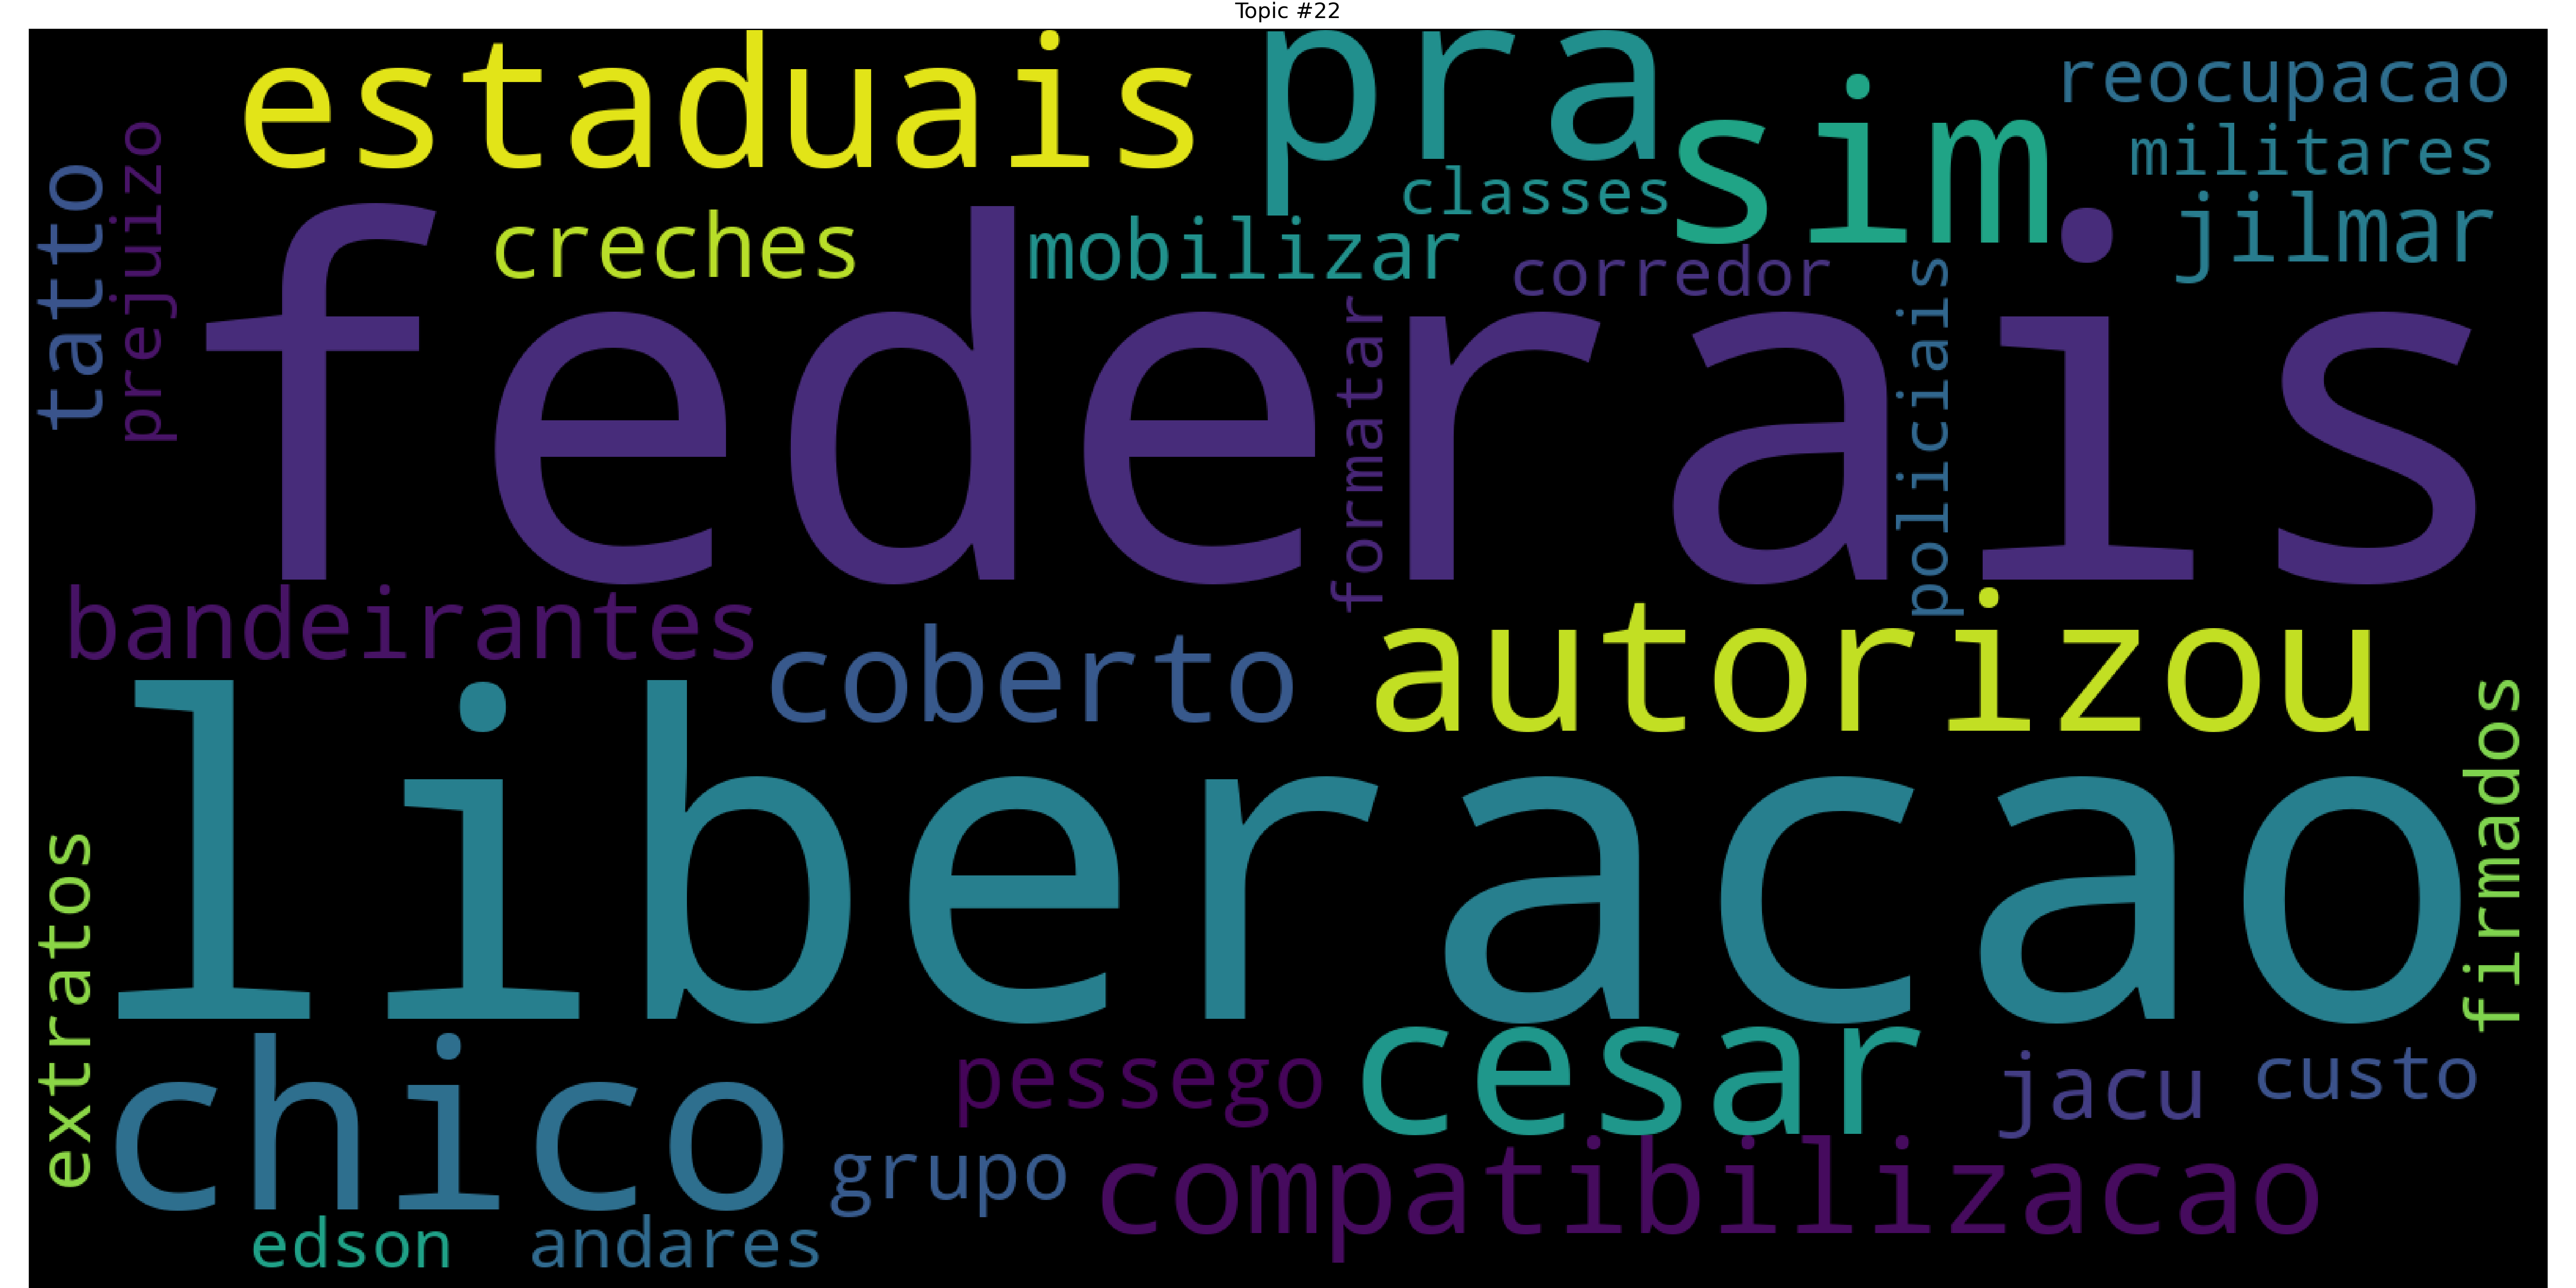 Topic #22
estaduais
pra
sim
reocupacao
militares
jilmar
classes
tatto
prejuizo
creches
mobilizar
corredor
federais
formatar
policiais
bandeirantes
coberto
autorizou
liberacao
firmados
extratos
chico
pessego
cesar
jacu
custo
grupo
compatibilizacao
edson
andares